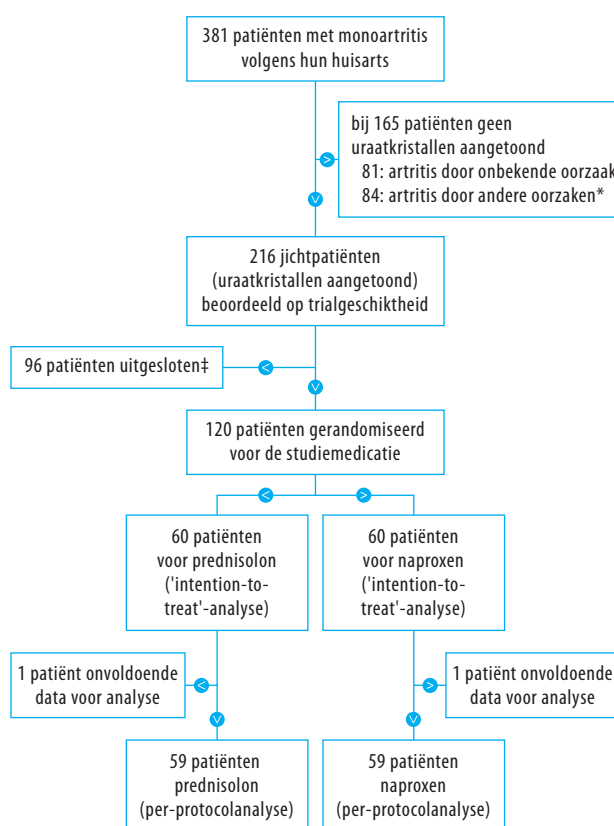 381 patiënten met monoartritis
volgens hun huisarts
bij 165 patiënten geen
uraatkristallen aangetoond
81: artritis door onbekende oorzaak
84: artritis door andere oorzaken*
216 jichtpatiënten
(uraatkristallen aangetoond)
beoordeeld op trialgeschiktheid
96 patiënten uitgesloten‡
120 patiënten gerandomiseerd
voor de studiemedicatie
60 patiënten
voor prednisolon
('intention-to-
treat'-analyse)
60 patiënten
voor naproxen
('intention-to-
treat'-analyse)
1 patiënt onvoldoende
data voor analyse
1 patiënt onvoldoende
data voor analyse
59 patiënten
prednisolon
(per-protocolanalyse)
59 patiënten
naproxen
(per-protocolanalyse)